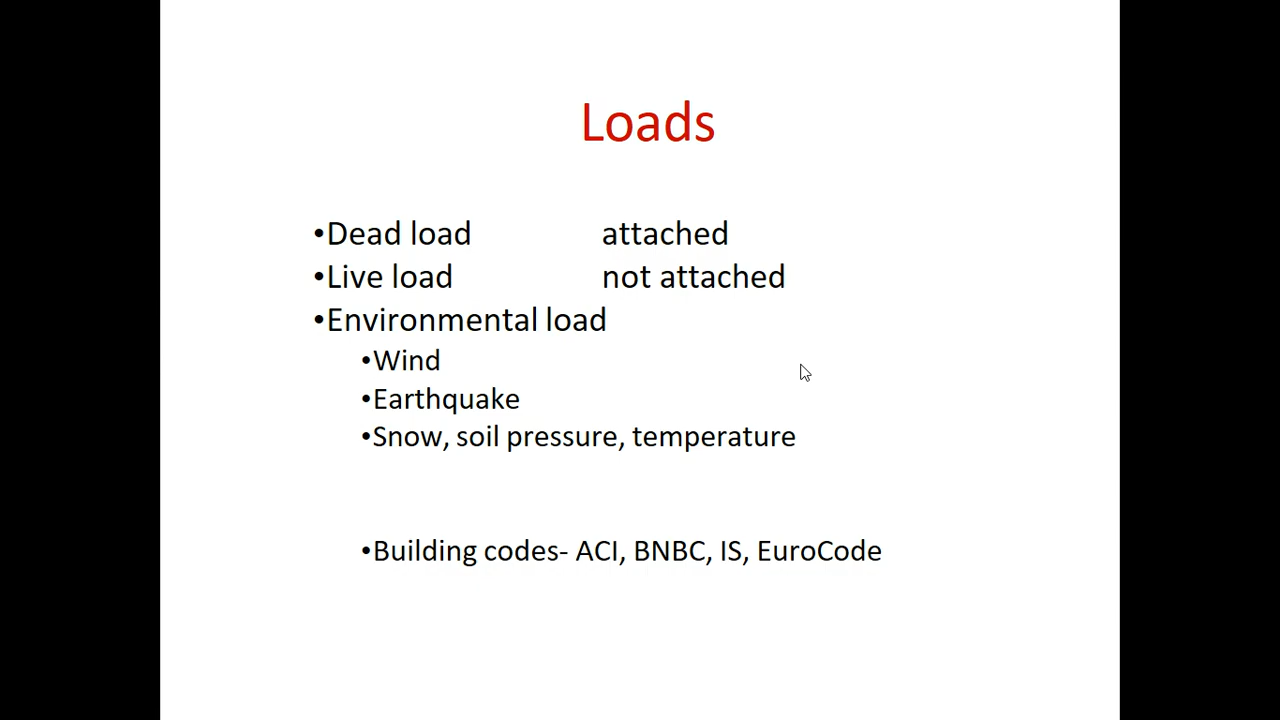 Loads
•Dead load attached
•Live load not attached
•Environmental load
•Wind
•Earthquake
•Snow, soil pressure, temperature
•Building codes- ACI, BNBC, IS, EuroCode